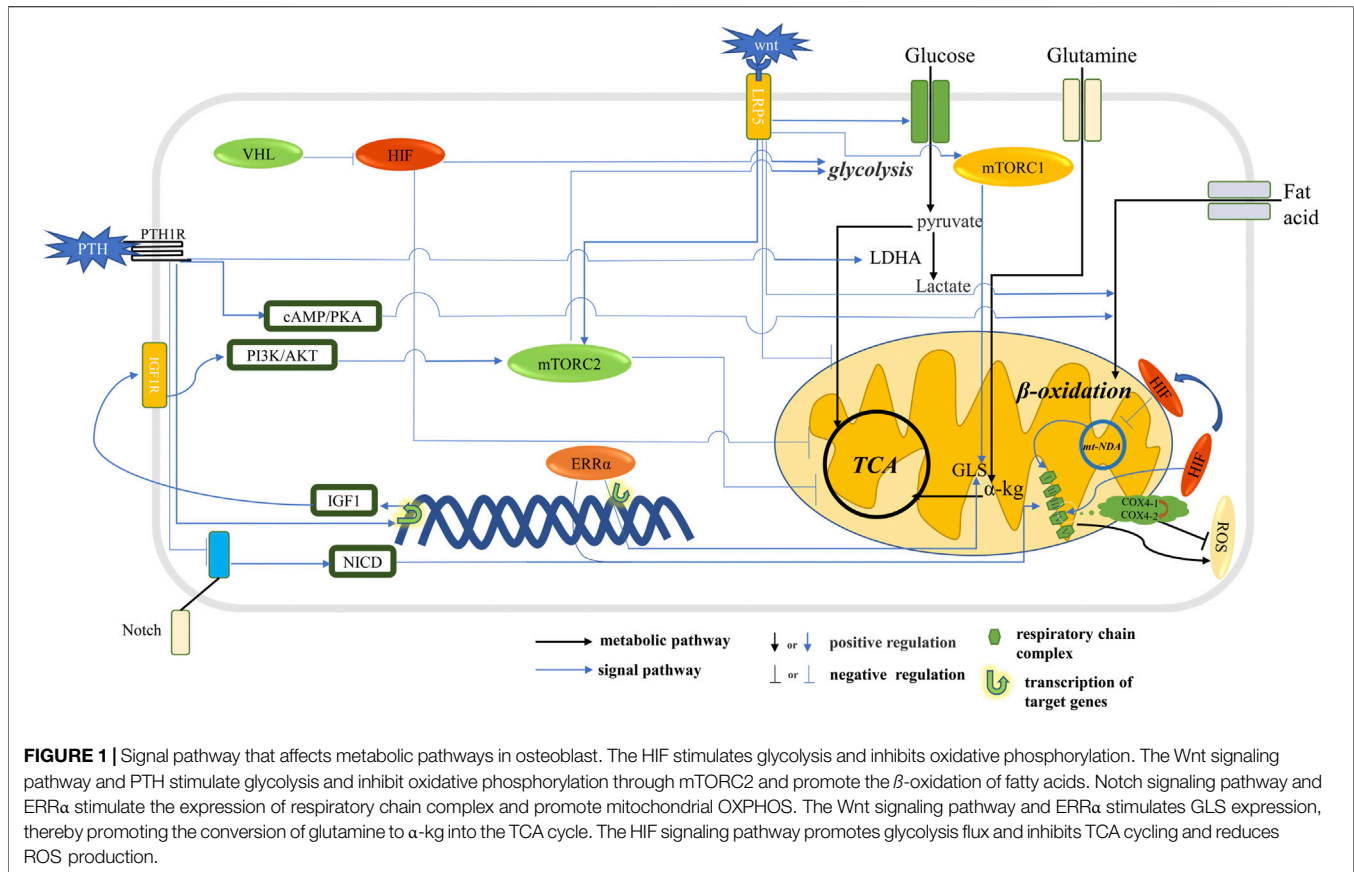 wnt
Glucose
Glutamine
LRP5
VHL
HIF
glycolysis
mTORC1
Fat
acid
PTH
PTH1R
pyruvate
LDHA
Lactate
cAMP/PKA
IGF1R
PI3K/AKT
mTORC2
β-oxidation
HIF
mt-NDA
HIF
ERRα
TCA
GLS
α-kg
IGF1
COX4-1
COX4-2
ROS
NICD
Notch
metabolic pathway
or
positive regulation
respiratory chain
complex
signal pathway
or
negative regulation
transcription of
target genes
FIGURE 1 | Signal pathway that affects metabolic pathways in osteoblast. The HIF stimulates glycolysis and inhibits oxidative phosphorylation. The Wnt signaling
pathway and PTH stimulate glycolysis and inhibit oxidative phosphorylation through mTORC2 and promote the β-oxidation of fatty acids. Notch signaling pathway and
ERRα stimulate the expression of respiratory chain complex and promote mitochondrial OXPHOS. The Wnt signaling pathway and ERRα stimulates GLS expression,
thereby promoting the conversion of glutamine to α-kg into the TCA cycle. The HIF signaling pathway promotes glycolysis flux and inhibits TCA cycling and reduces
ROS production.